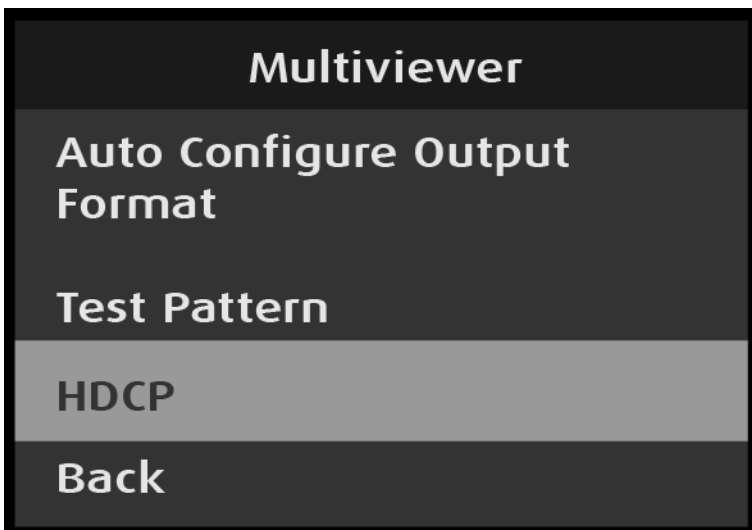 Multiviewer
Auto Configure Output
Format
Test Pattern
HDCP
Back